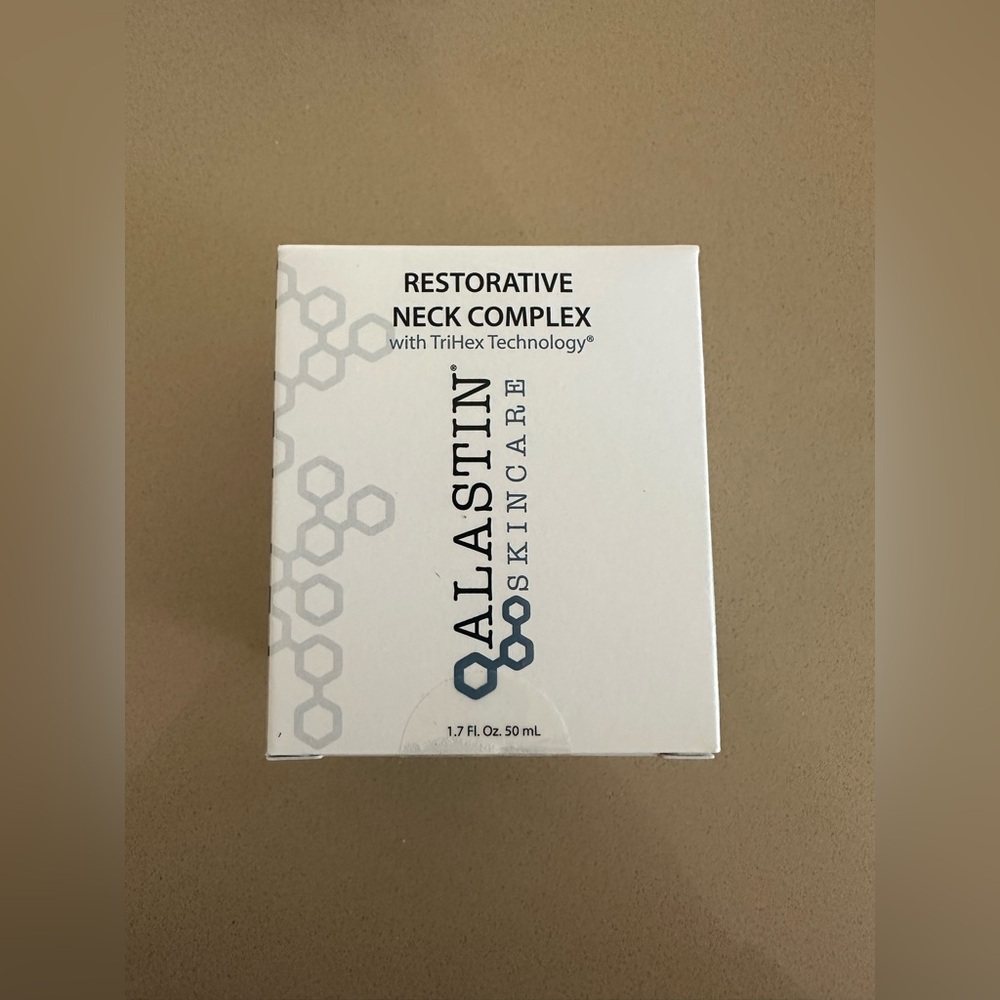 RESTORATIVE
NECK COMPLEX
with TriHex Technology®
ALASTIN®
SKINCARE
1.7 Fl. Oz. 50 mL